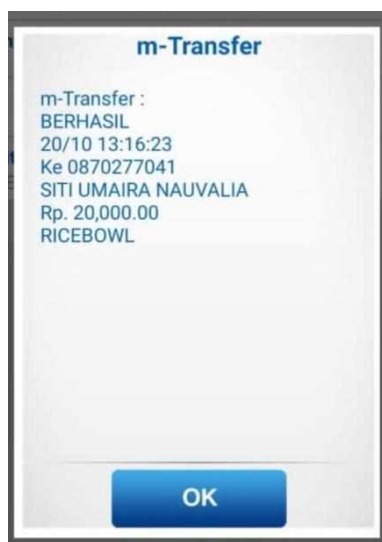 m-Transfer
m-Transfer :
BERHASIL
20/10 13:16:23
Ke 0870277041
SITI UMAIRA NAUVALIA
Rp. 20,000.00
RICEBOWL
OK